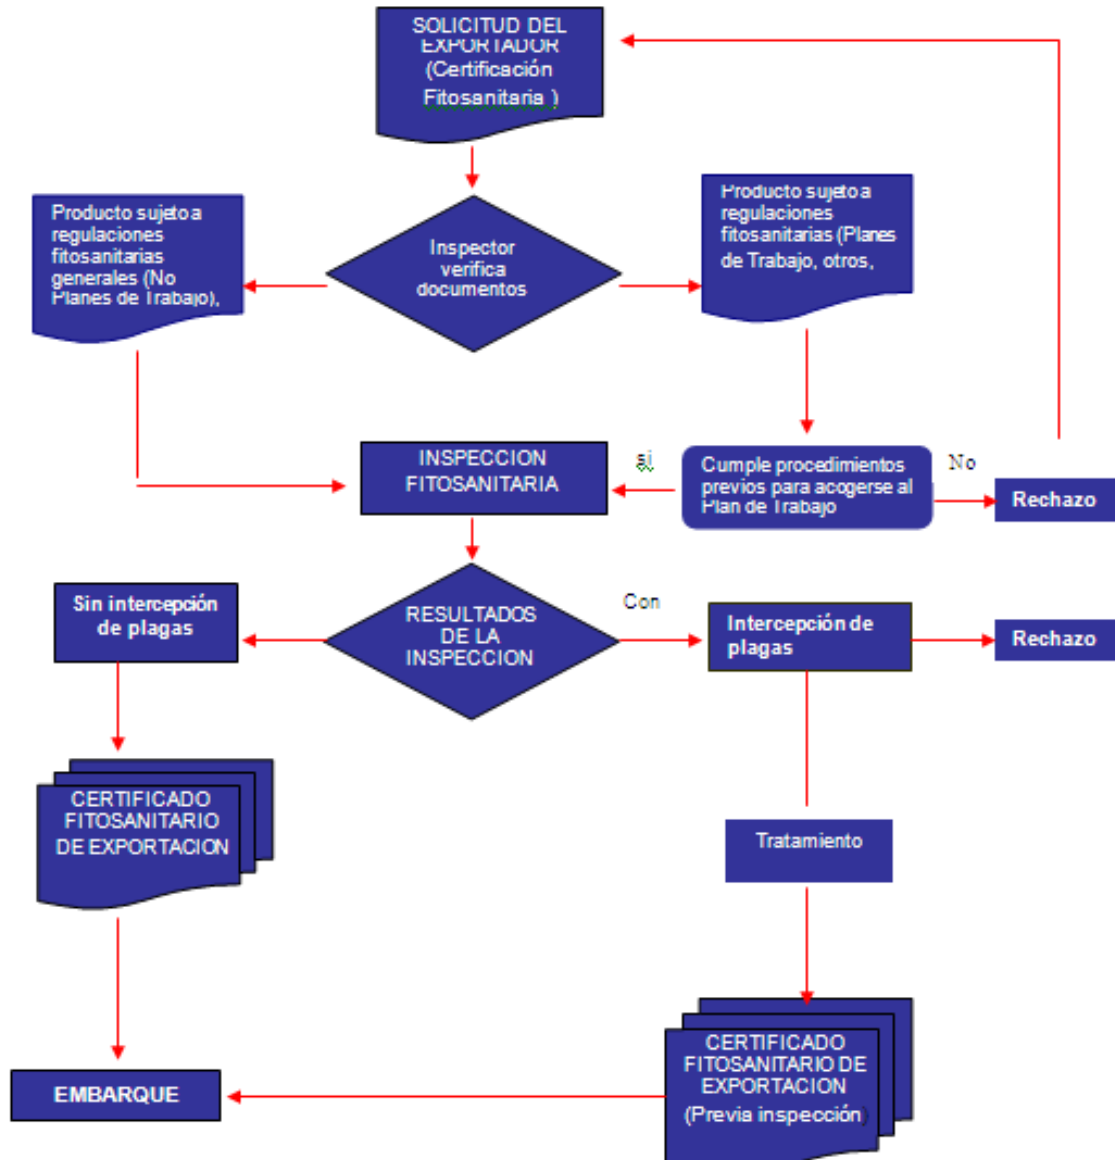 SOLICITUD DEL
EXPORTADOR
(Certificación
Fitosanitaria )
Producto sujeto a
regulaciones
fitosanitarias
generales (No
Planes de Trabajo),
Inspector
verifica
documentos
Producto sujeto a
regulaciones
fitosanitarias (Planes
de Trabajo, otros,
INSPECCION
FITOSANITARIA
si
Cumple procedimientos
previos para acogerse al
Plan de Trabajo
No
Rechazo
Sin intercepción
de plagas
RESULTADOS
DE LA
INSPECCION
Con
Intercepción de
plagas
Rechazo
CERTIFICADO
FITOSANITARIO
DE EXPORTACION
Tratamiento
CERTIFICADO
FITOSANITARIO DE
EXPORTACION
(Previa inspección)
EMBARQUE